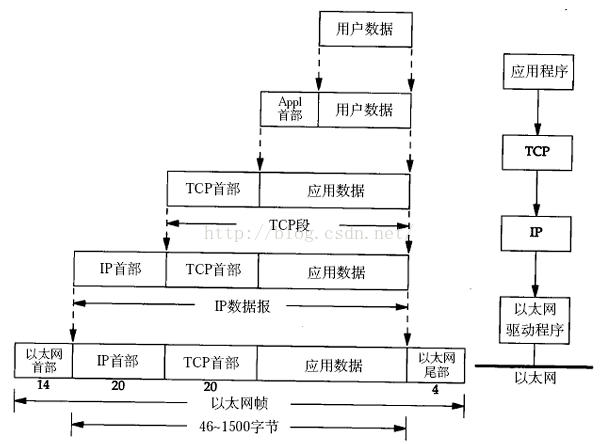 用户数据
应用程序
Appl
首部
用户数据
TCP
TCP首部
应用数据
TCP段
http://blog.csdn.net
IP
IP首部
TCP首部
应用数据
IP数据报
以太网
驱动程序
以太网
首部
IP首部
TCP首部
应用数据
以太网
尾部
以太网
14
20
20
4
以太网帧
46~1500字节